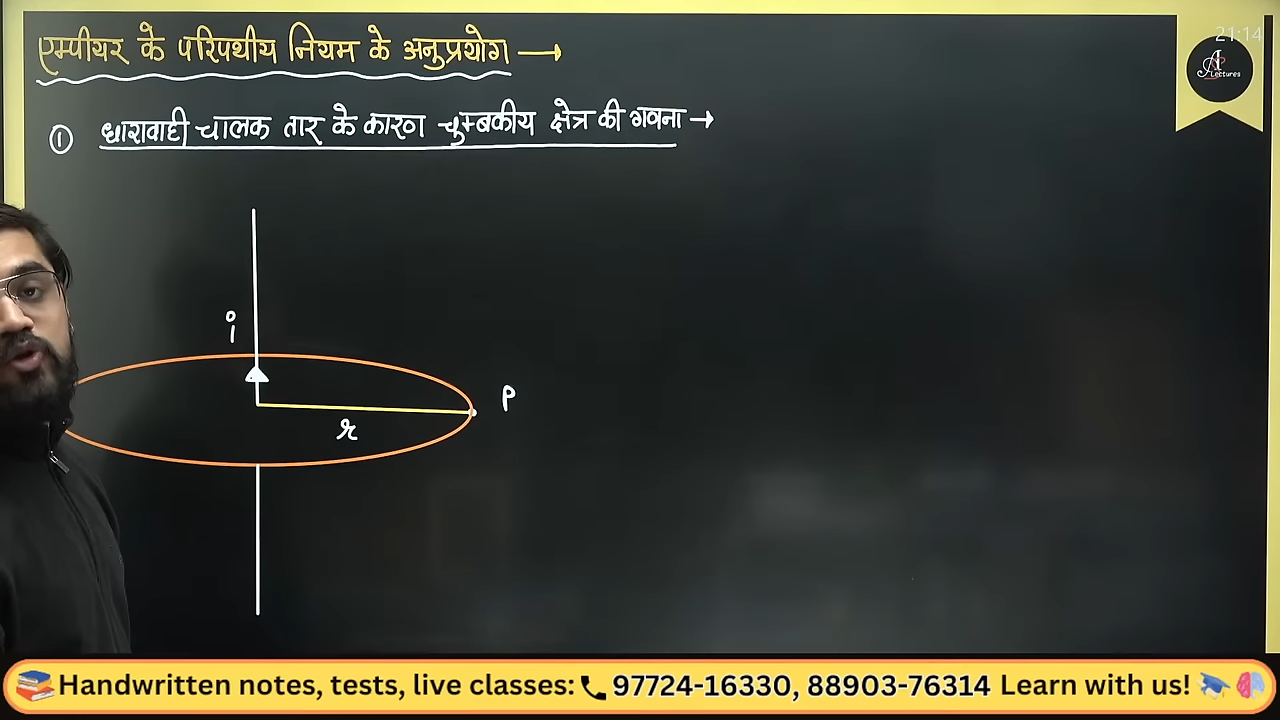 एम्पीयर के परिपथीय नियम के अनुप्रयोग →
21:14
A Lectures
① धारावाही चालक तार के कारण चुम्बकीय क्षेत्र की गणना →
i
P
r
Handwritten notes, tests, live classes: 97724-16330, 88903-76314 Learn with us!